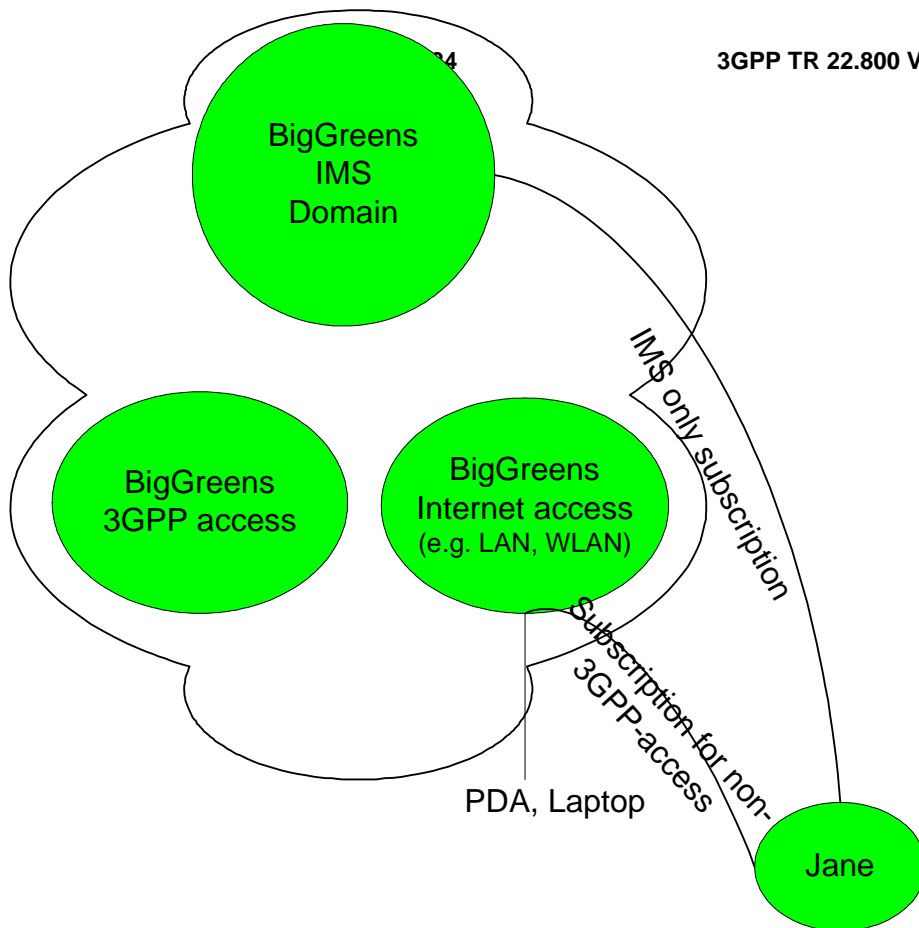 3GPP TR 22.800 V
BigGreens
IMS
Domain
IMS only subscription
BigGreens
3GPP access
BigGreens
Internet access
(e.g. LAN, WLAN)
Subscription for non-
3GPP-access
PDA, Laptop
Jane